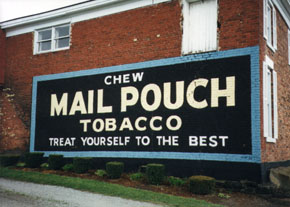 CHEW
MAIL POUCH
TOBACCO
TREAT YOURSELF TO THE BEST